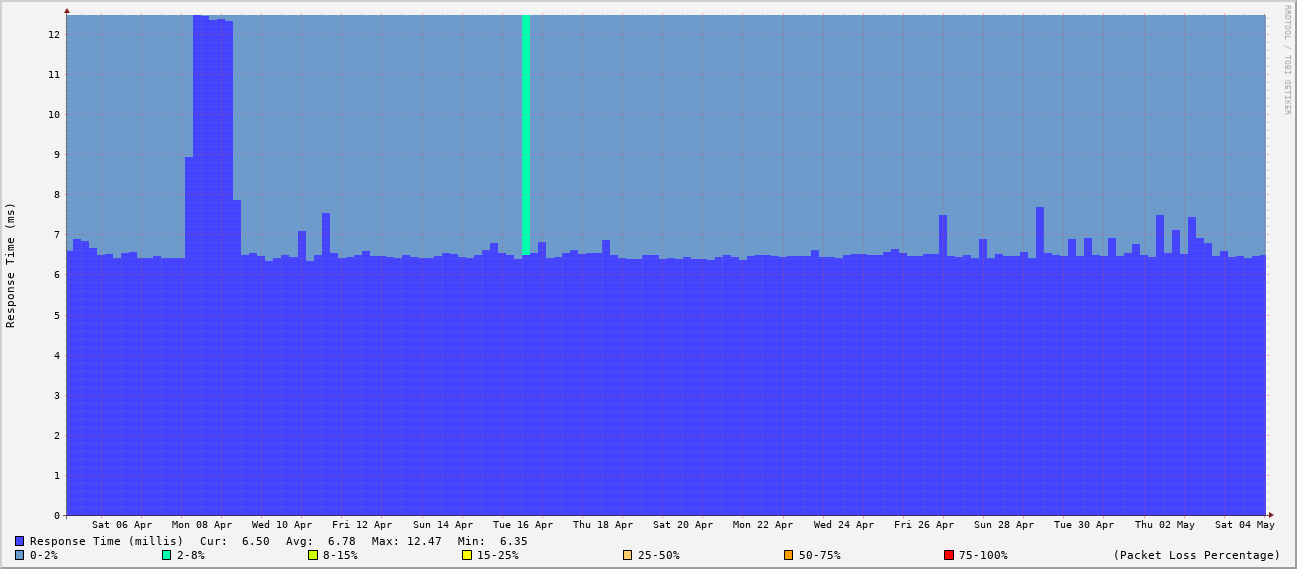 RRDTOOL / TOBI OETIKER
Response Time (ms)
12
11
10
9
8
7
6
5
4
3
2
1
0
Sat 06 Apr Mon 08 Apr Wed 10 Apr Fri 12 Apr Sun 14 Apr Tue 16 Apr Thu 18 Apr Sat 20 Apr Mon 22 Apr Wed 24 Apr Fri 26 Apr Sun 28 Apr Tue 30 Apr Thu 02 May Sat 04 May
Response Time (millis) Cur: 6.50 Avg: 6.78 Max: 12.47 Min: 6.35
0-2% 2-8% 8-15% 15-25% 25-50% 50-75% 75-100% (Packet Loss Percentage)